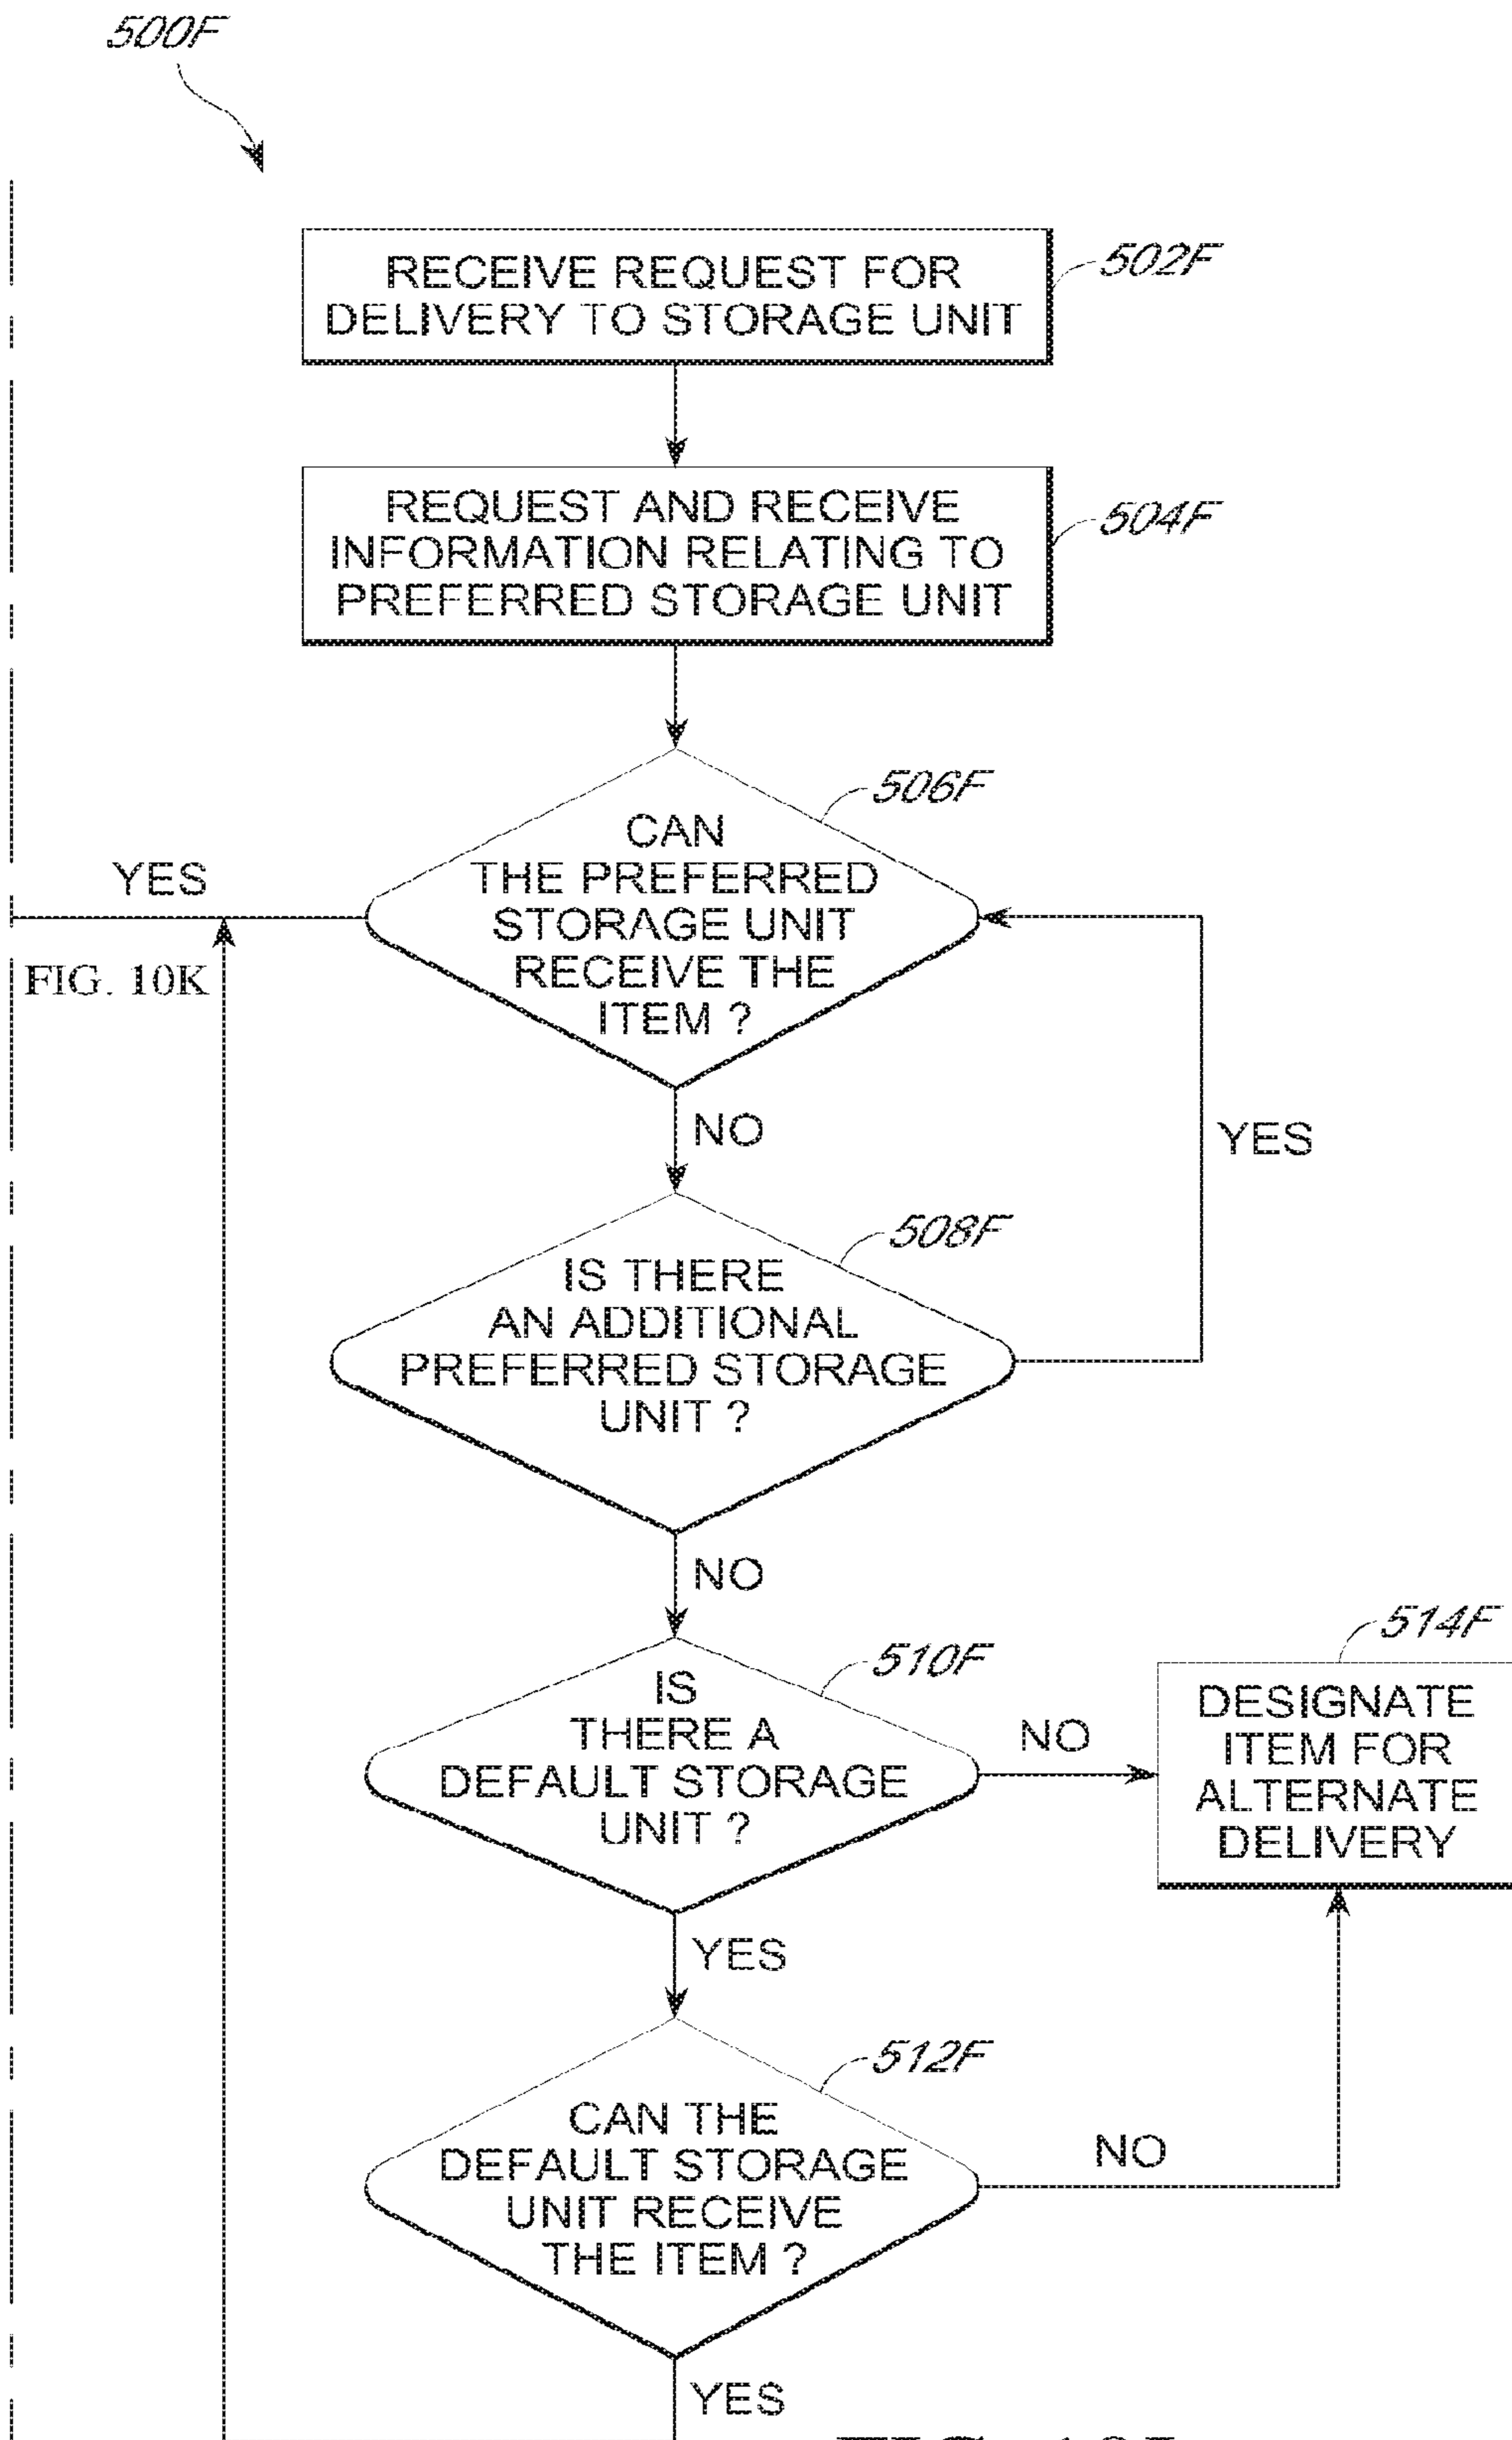 500F
RECEIVE REQUEST FOR
DELIVERY TO STORAGE UNIT
502F
REQUEST AND RECEIVE
INFORMATION RELATING TO
PREFERRED STORAGE UNIT
504F
506F
CAN
THE PREFERRED
STORAGE UNIT
RECEIVE THE
ITEM ?
YES
FIG. 10K
NO
YES
508F
IS THERE
AN ADDITIONAL
PREFERRED STORAGE
UNIT ?
NO
510F
IS
THERE A
DEFAULT STORAGE
UNIT ?
NO
514F
DESIGNATE
ITEM FOR
ALTERNATE
DELIVERY
YES
512F
CAN THE
DEFAULT STORAGE
UNIT RECEIVE
THE ITEM ?
NO
YES